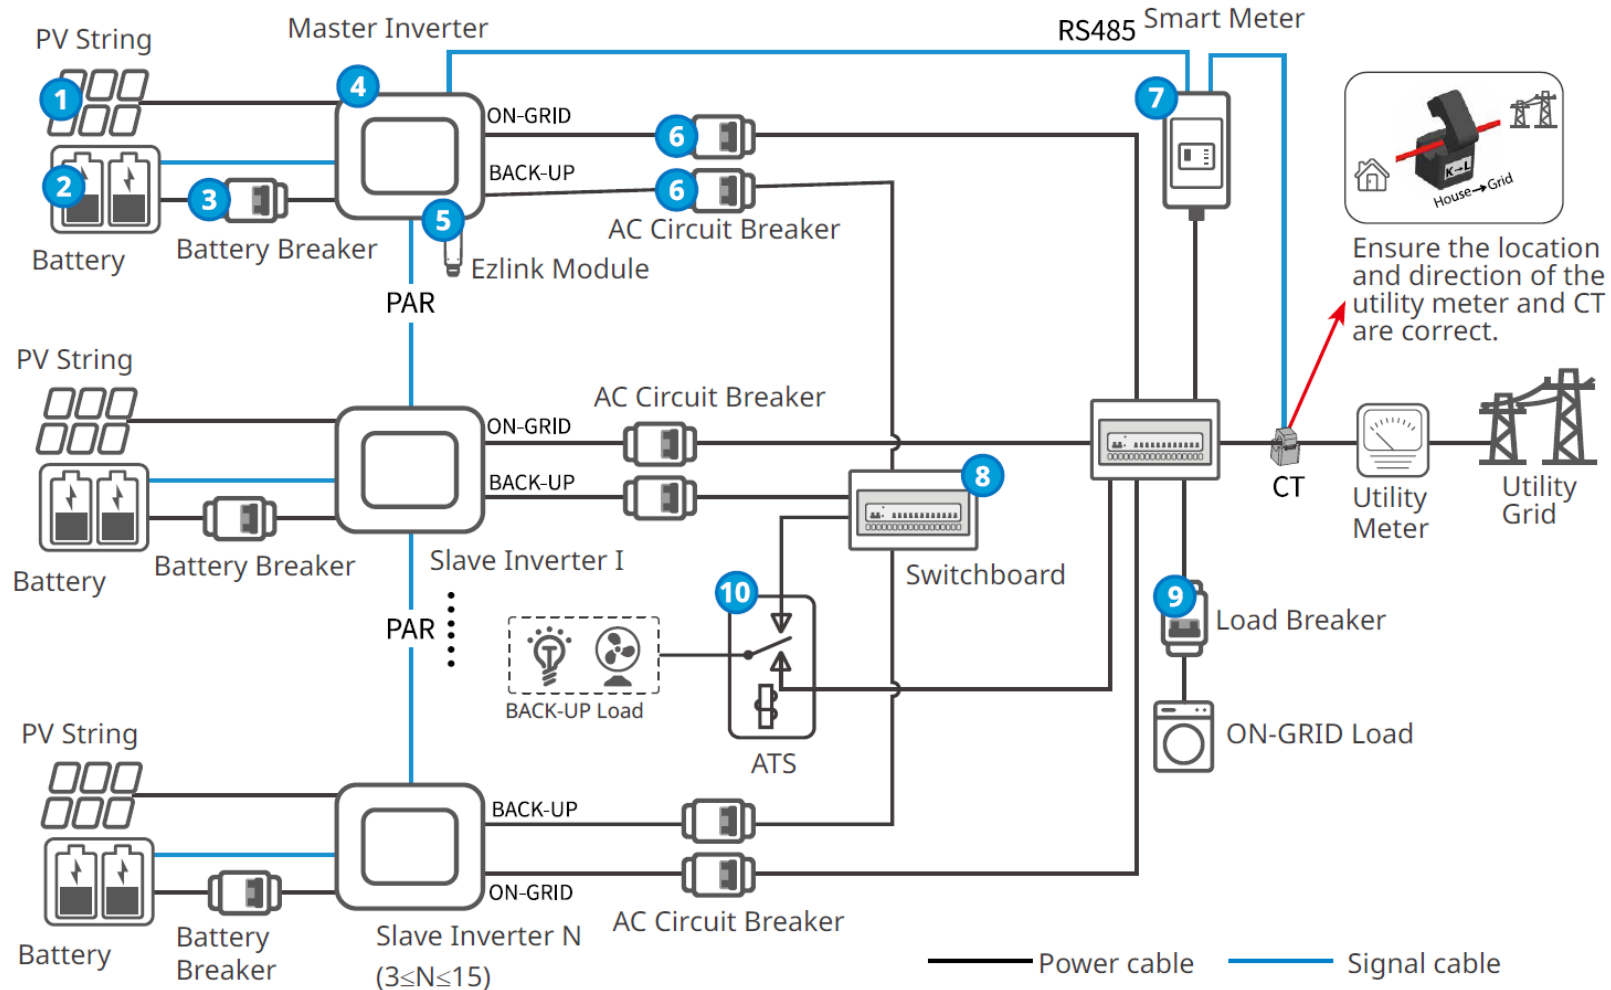 PV String
Master Inverter
RS485
Smart Meter
1
4
7
ON-GRID
6
2
3
BACK-UP
6
K→L
House→Grid
5
AC Circuit Breaker
Battery
Battery Breaker
Ezlink Module
Ensure the location
and direction of the
utility meter and CT
are correct.
PAR
PV String
AC Circuit Breaker
ON-GRID
BACK-UP
8
CT
Utility
Meter
Utility
Grid
Battery
Battery Breaker
Slave Inverter I
Switchboard
10
9
PAR
Load Breaker
BACK-UP Load
ATS
ON-GRID Load
PV String
BACK-UP
ON-GRID
AC Circuit Breaker
Battery
Battery
Breaker
Slave Inverter N
(3≤N≤15)
Power cable
Signal cable